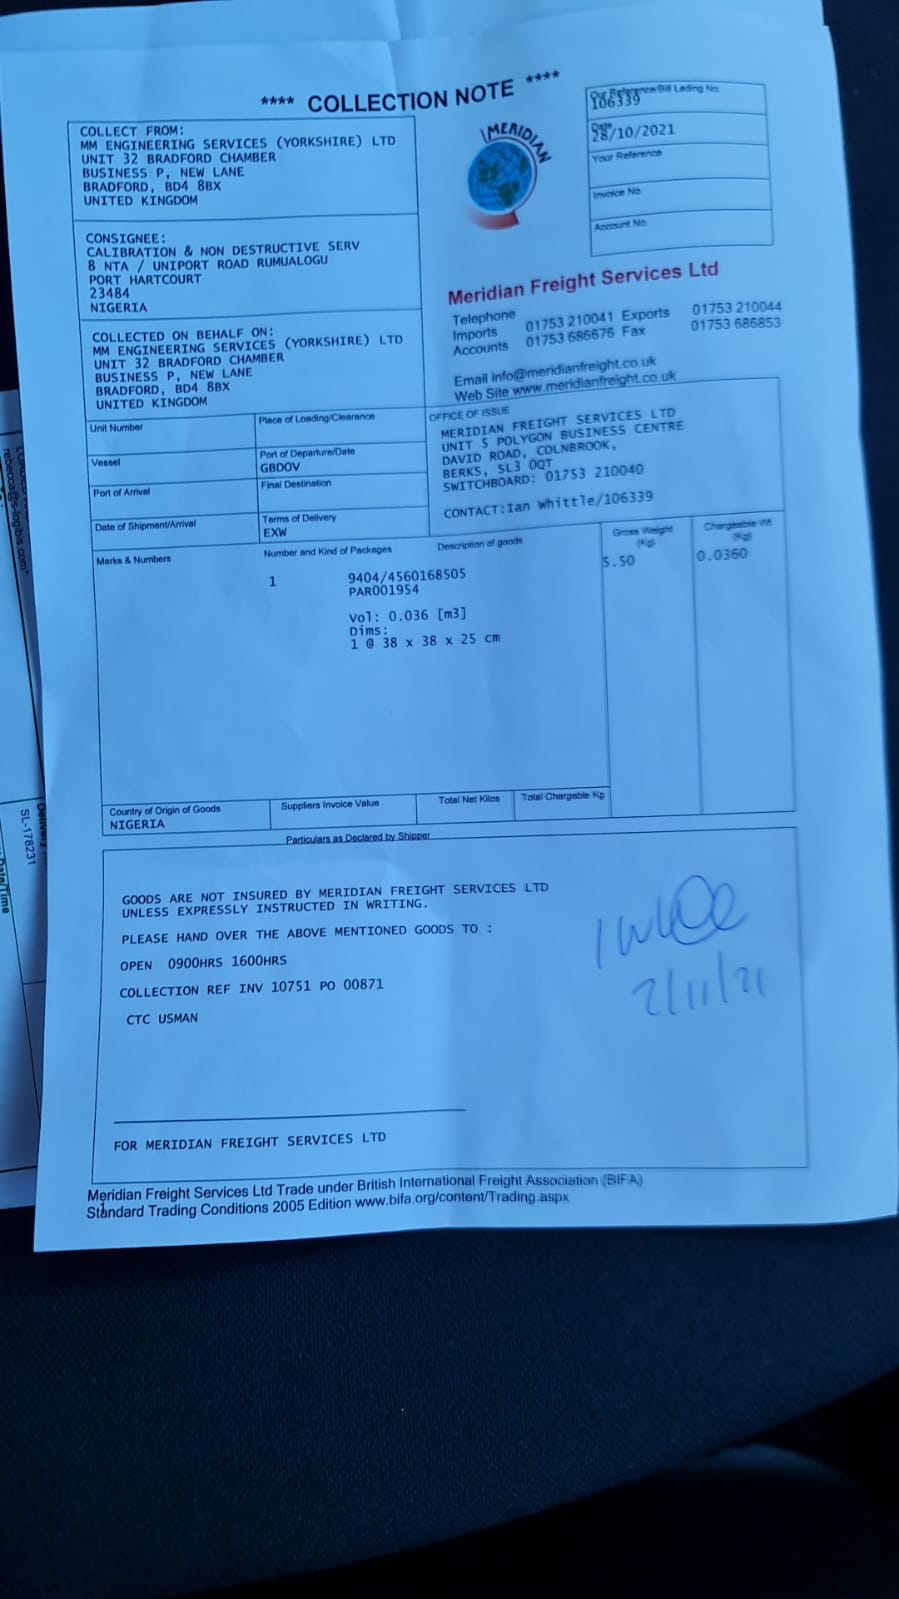 **** COLLECTION NOTE ****
Our Reference/Bill Lading No.
106339
Date
28/10/2021
Your Reference
Invoice No.
Account No.
COLLECT FROM:
MM ENGINEERING SERVICES (YORKSHIRE) LTD
UNIT 32 BRADFORD CHAMBER
BUSINESS P, NEW LANE
BRADFORD, BD4 8BX
UNITED KINGDOM
MERIDIAN
CONSIGNEE:
CALIBRATION & NON DESTRUCTIVE SERV
8 NTA / UNIPORT ROAD RUMUALOGU
PORT HARTCOURT
23484
NIGERIA
Meridian Freight Services Ltd
Telephone
Imports 01753 210041 Exports 01753 210044
Accounts 01753 686676 Fax 01753 686853
Email info@meridianfreight.co.uk
Web Site www.meridianfreight.co.uk
COLLECTED ON BEHALF ON:
MM ENGINEERING SERVICES (YORKSHIRE) LTD
UNIT 32 BRADFORD CHAMBER
BUSINESS P, NEW LANE
BRADFORD, BD4 8BX
UNITED KINGDOM
OFFICE OF ISSUE
MERIDIAN FREIGHT SERVICES LTD
UNIT 5 POLYGON BUSINESS CENTRE
DAVID ROAD, COLNBROOK,
BERKS, SL3 0QT
SWITCHBOARD: 01753 210040
CONTACT:Ian Whittle/106339
Unit Number
Place of Loading/Clearance
Vessel
Port of Departure/Date
GBDOV
Port of Arrival
Final Destination
Date of Shipment/Arrival
Terms of Delivery
EXW
Marks & Numbers
Number and Kind of Packages
Description of goods
Gross Weight
(Kg)
Chargeable Wt
(Kg)
1
9404/4560168505
5.50
0.0360
PAR001954
Vol: 0.036 [m3]
Dims:
1 @ 38 x 38 x 25 cm
Country of Origin of Goods
NIGERIA
Suppliers Invoice Value
Total Net Kilos
Total Chargable Kg
Particulars as Declared by Shipper
GOODS ARE NOT INSURED BY MERIDIAN FREIGHT SERVICES LTD
UNLESS EXPRESSLY INSTRUCTED IN WRITING.
PLEASE HAND OVER THE ABOVE MENTIONED GOODS TO :
OPEN 0900HRS 1600HRS
COLLECTION REF INV 10751 PO 00871
CTC USMAN
2/11/21
FOR MERIDIAN FREIGHT SERVICES LTD
Meridian Freight Services Ltd Trade under British International Freight Association (BIFA)
Standard Trading Conditions 2005 Edition www.bifa.org/content/Trading.aspx
1
SL-178231